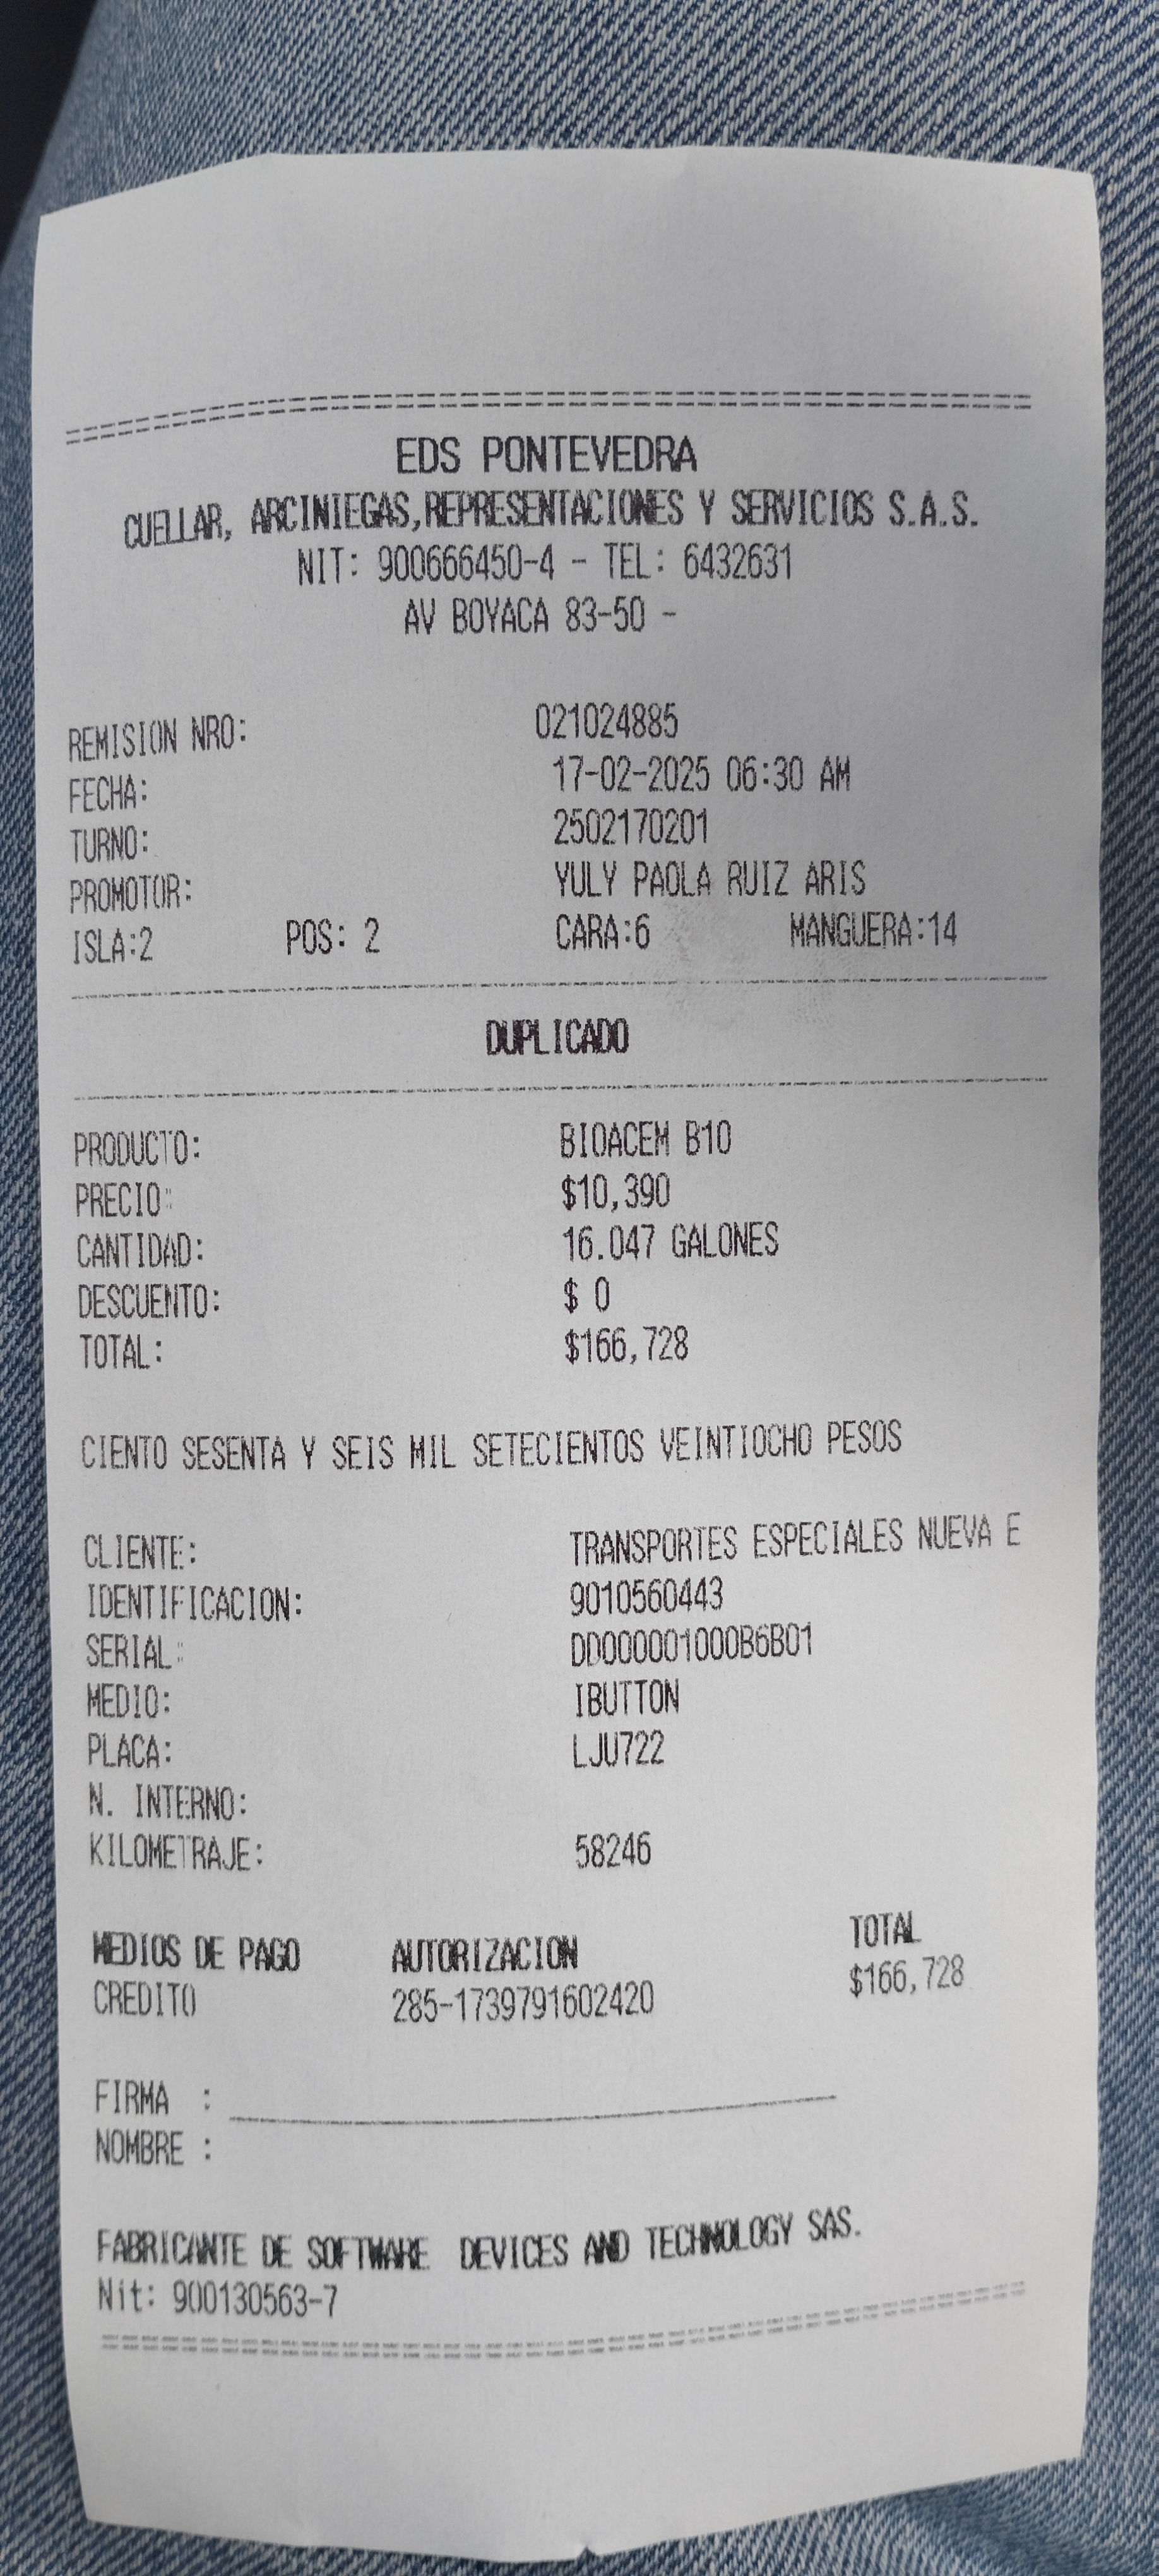 EDS PONTEVEDRA
CUELLAR, ARCINIEGAS,REPRESENTACIONES Y SERVICIOS S.A.S.
NIT: 900666450-4 - TEL: 6432631
AV BOYACA 83-50 -
REMISION NRO: 021024885
FECHA: 17-02-2025 06:30 AM
TURNO: 2502170201
PROMOTOR: YULY PAOLA RUIZ ARIS
ISLA:2 POS: 2 CARA:6 MANGUERA:14
DUPLICADO
PRODUCTO: BIOACEM B10
PRECIO: $10,390
CANTIDAD: 16.047 GALONES
DESCUENTO: $ 0
TOTAL: $166,728
CIENTO SESENTA Y SEIS MIL SETECIENTOS VEINTIOCHO PESOS
CLIENTE: TRANSPORTES ESPECIALES NUEVA E
IDENTIFICACION: 9010560443
SERIAL: DD000001000B6B01
MEDIO: IBUTTON
PLACA: LJU722
N. INTERNO:
KILOMETRAJE: 58246
MEDIOS DE PAGO AUTORIZACION TOTAL
CREDITO 285-1739791602420 $166,728
FIRMA :
NOMBRE :
FABRICANTE DE SOFTWARE DEVICES AND TECHNOLOGY SAS.
Nit: 900130563-7